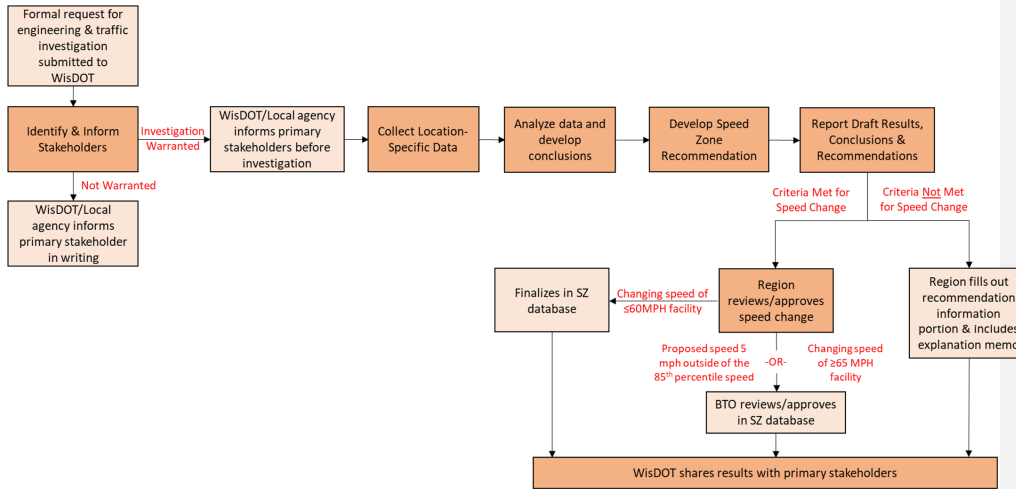 Formal request for
engineering & traffic
investigation
submitted to
WisDOT
Identify & Inform
Stakeholders
Investigation
Warranted
WisDOT/Local agency
informs primary
stakeholders before
investigation
Collect Location-
Specific Data
Analyze data and
develop
conclusions
Develop Speed
Zone
Recommendation
Report Draft Results,
Conclusions &
Recommendations
Not Warranted
WisDOT/Local
agency informs
primary stakeholder
in writing
Criteria Met for
Speed Change
Criteria Not Met
for Speed Change
Finalizes in SZ
database
Changing speed of
≤60MPH facility
Region
reviews/approves
speed change
Region fills out
recommendation
information
portion & includes
explanation memo
Proposed speed 5
mph outside of the
85th percentile speed
-OR-
Changing speed
of ≥65 MPH
facility
BTO reviews/approves
in SZ database
WisDOT shares results with primary stakeholders